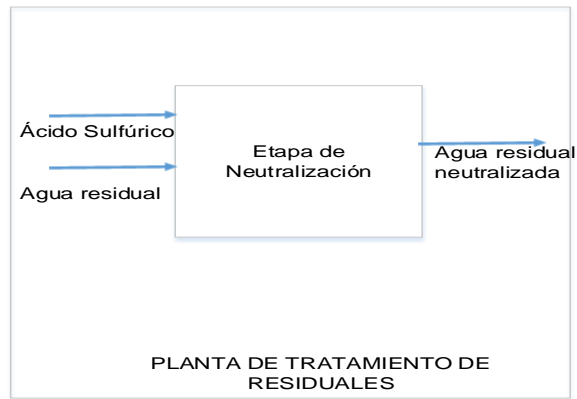 Ácido Sulfúrico
Agua residual
Etapa de
Neutralización
Agua residual
neutralizada
PLANTA DE TRATAMIENTO DE
RESIDUALES